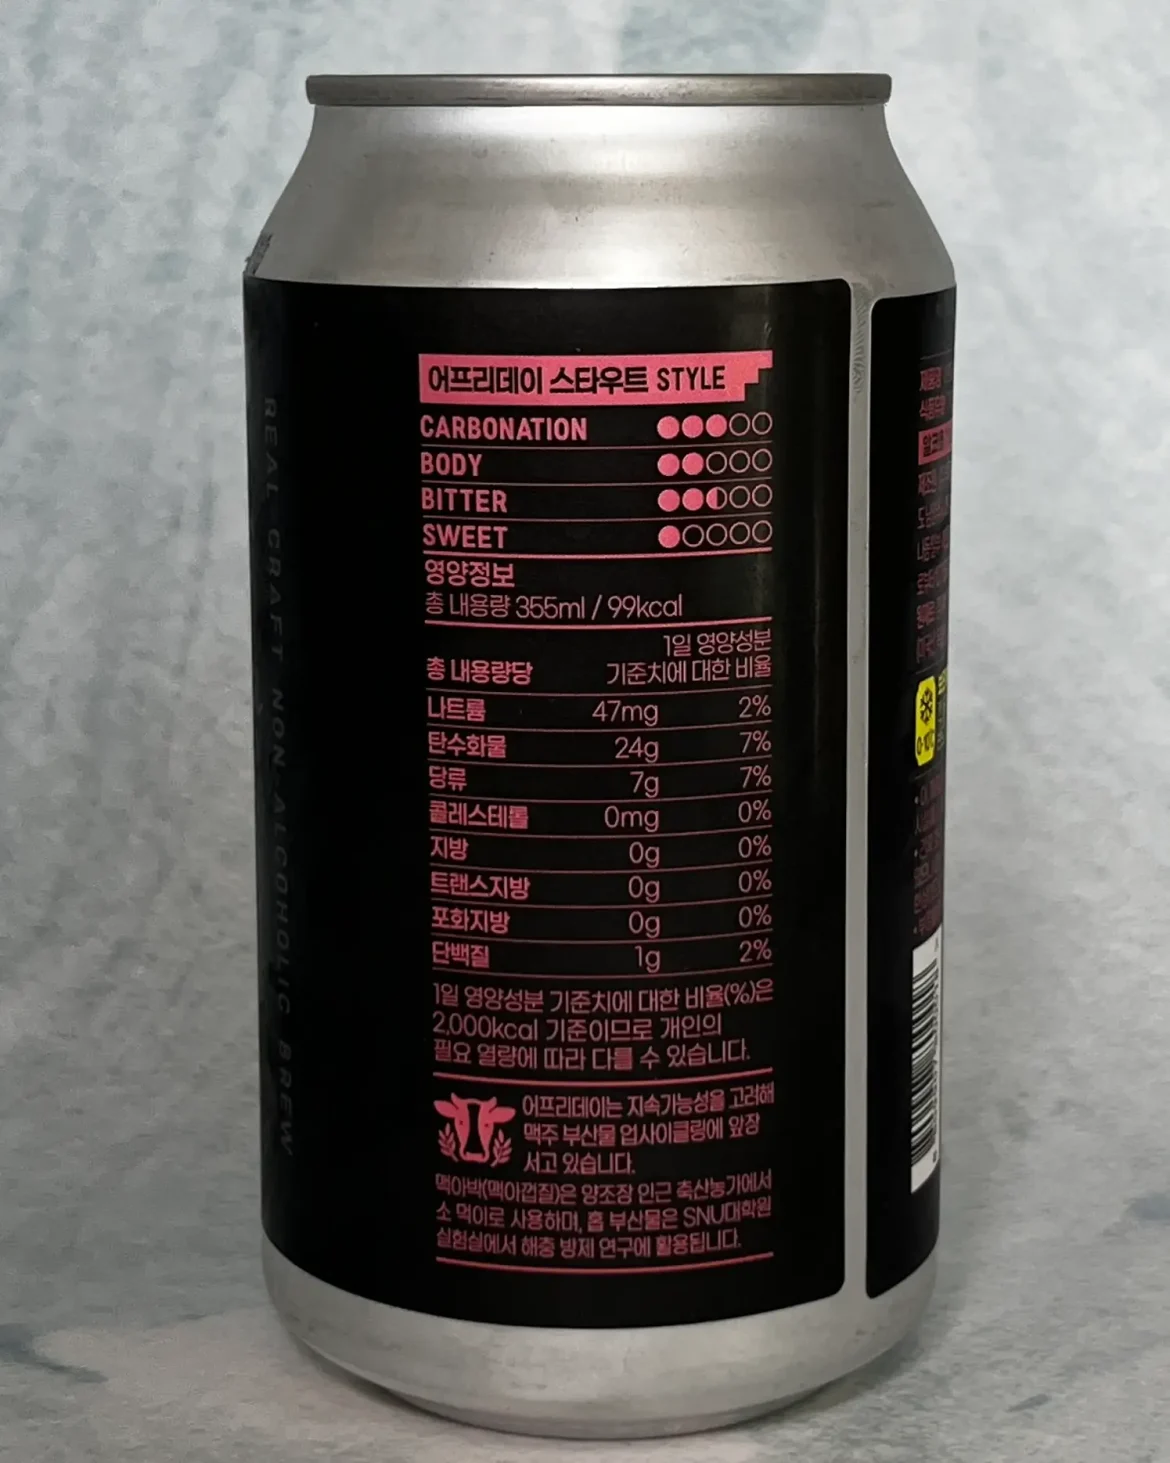 REAL CRAFT NON-ALCOHOLIC BREW
어프리데이 스타우트 STYLE
CARBONATION
BODY
BITTER
SWEET
영양정보
총 내용량 355ml / 99kcal
1일 영양성분
총 내용량당 기준치에 대한 비율
나트륨 47mg 2%
탄수화물 24g 7%
당류 7g 7%
콜레스테롤 0mg 0%
지방 0g 0%
트랜스지방 0g 0%
포화지방 0g 0%
단백질 1g 2%
1일 영양성분 기준치에 대한 비율(%)은
2,000kcal 기준이므로 개인의
필요 열량에 따라 다를 수 있습니다.
어프리데이는 지속가능성을 고려해
맥주 부산물 업사이클링에 앞장
서고 있습니다.
맥아박(맥아껍질)은 양조장 인근 축산농가에서
소 먹이로 사용하며, 홉 부산물은 SNU대학원
실험실에서 해충 방제 연구에 활용됩니다.
제품명
식품유형
0-10℃